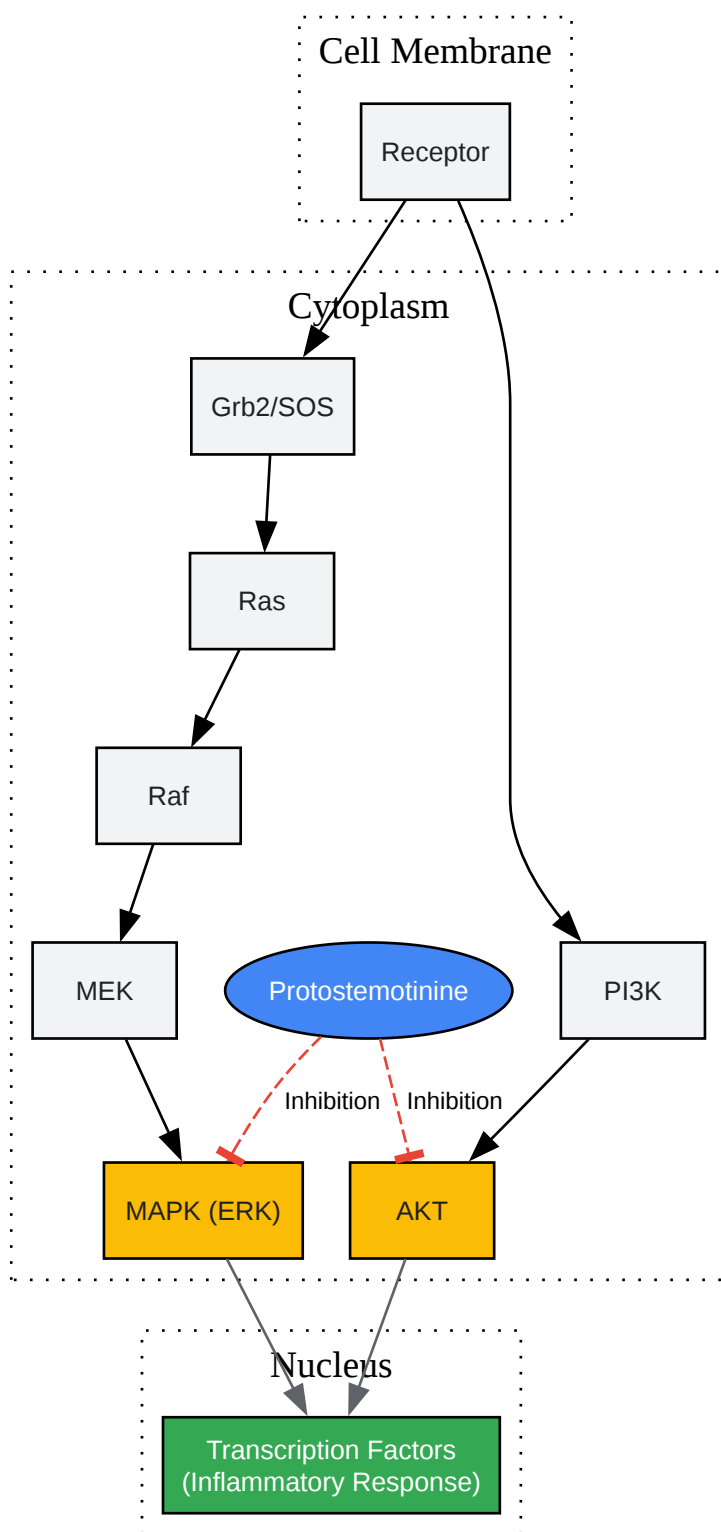 Cell Membrane
Receptor
Cytoplasm
Grb2/SOS
Ras
Raf
MEK
Protostemotinine
PI3K
Inhibition
Inhibition
MAPK (ERK)
AKT
Nucleus
Transcription Factors
(Inflammatory Response)